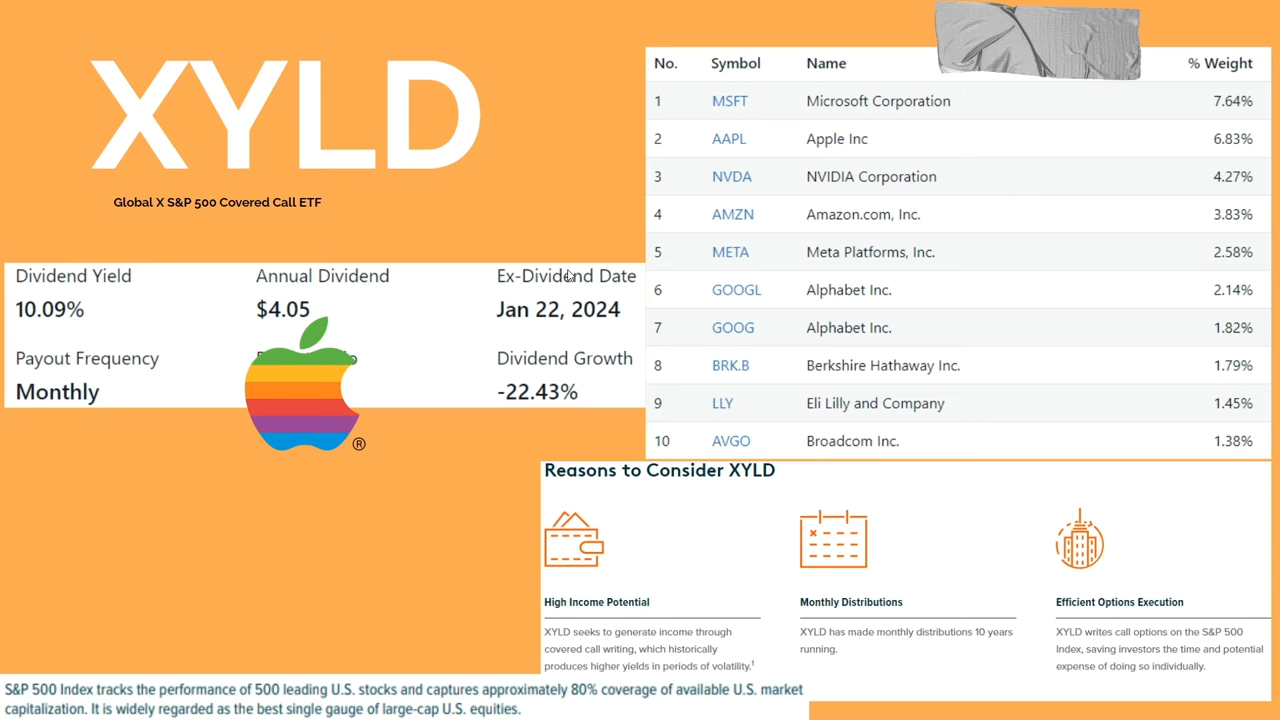 XYLD
Global X S&P 500 Covered Call ETF
Dividend Yield Annual Dividend Ex-Dividend Date
10.09% $4.05 Jan 22, 2024
Payout Frequency Dividend Growth
Monthly -22.43%
®
No. Symbol Name % Weight
1 MSFT Microsoft Corporation 7.64%
2 AAPL Apple Inc 6.83%
3 NVDA NVIDIA Corporation 4.27%
4 AMZN Amazon.com, Inc. 3.83%
5 META Meta Platforms, Inc. 2.58%
6 GOOGL Alphabet Inc. 2.14%
7 GOOG Alphabet Inc. 1.82%
8 BRK.B Berkshire Hathaway Inc. 1.79%
9 LLY Eli Lilly and Company 1.45%
10 AVGO Broadcom Inc. 1.38%
Reasons to Consider XYLD
High Income Potential
XYLD seeks to generate income through
covered call writing, which historically
produces higher yields in periods of volatility.1
Monthly Distributions
XYLD has made monthly distributions 10 years
running.
Efficient Options Execution
XYLD writes call options on the S&P 500
Index, saving investors the time and potential
expense of doing so individually.
S&P 500 Index tracks the performance of 500 leading U.S. stocks and captures approximately 80% coverage of available U.S. market
capitalization. It is widely regarded as the best single gauge of large-cap U.S. equities.